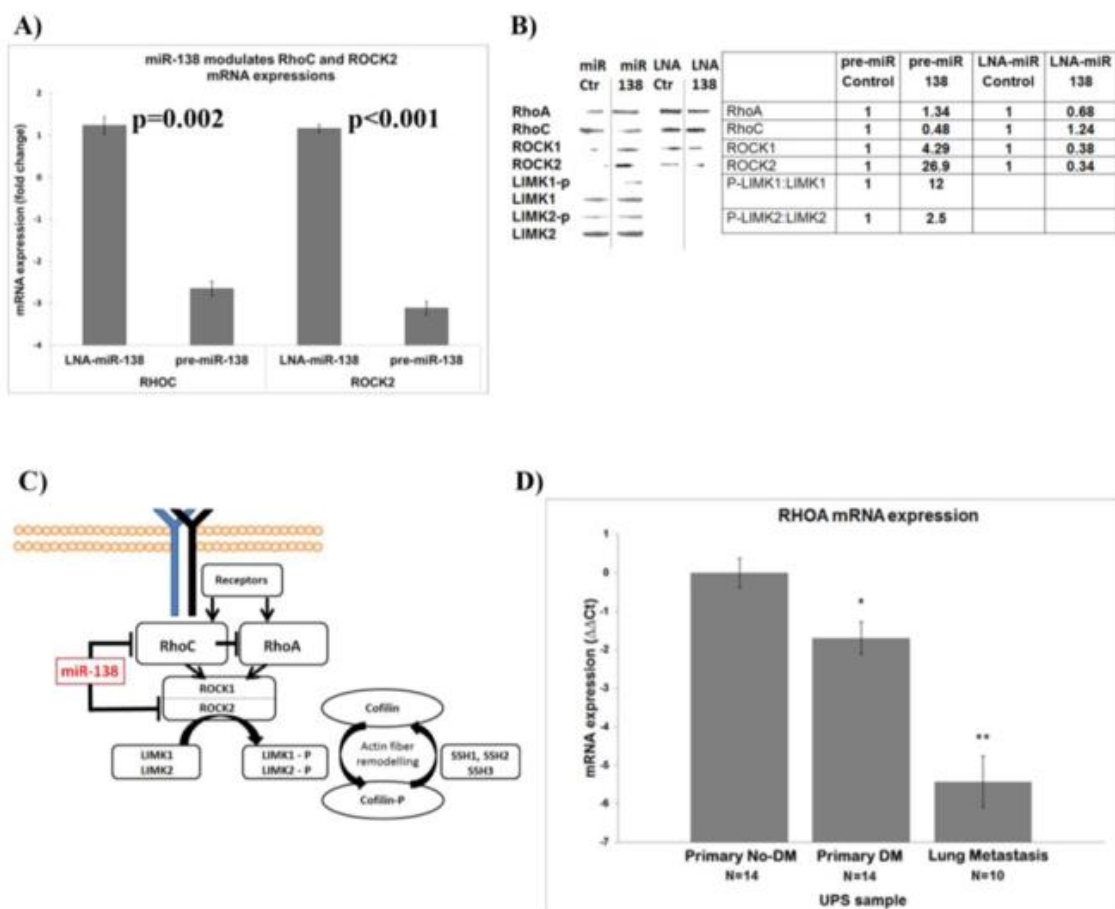 A)
miR-138 modulates RhoC and ROCK2
mRNA expressions
mRNA expression (fold change)
2
1
0
-1
-2
-3
-4
p=0.002
p<0.001
LNA-miR-138 pre-miR-138 LNA-miR-138 pre-miR-138
RHOC ROCK2
B)
miR miR LNA LNA
Ctr 138 Ctr 138
RhoA
RhoC
ROCK1
ROCK2
LIMK1-p
LIMK1
LIMK2-p
LIMK2
pre-miR Control pre-miR 138 LNA-miR Control LNA-miR 138
RhoA 1 1.34 1 0.68
RhoC 1 0.48 1 1.24
ROCK1 1 4.29 1 0.38
ROCK2 1 26.9 1 0.34
P-LIMK1:LIMK1 1 12
P-LIMK2:LIMK2 1 2.5
C)
Receptors
RhoC RhoA
miR-138
ROCK1
ROCK2
LIMK1
LIMK2
LIMK1 - P
LIMK2 - P
Cofilin
Actin fiber
remodelling
SSH1, SSH2
SSH3
Cofilin-P
D)
RHOA mRNA expression
mRNA expression (ΔΔCt)
1
0
-1
-2
-3
-4
-5
-6
-7
*
**
Primary No-DM Primary DM Lung Metastasis
N=14 N=14 N=10
UPS sample